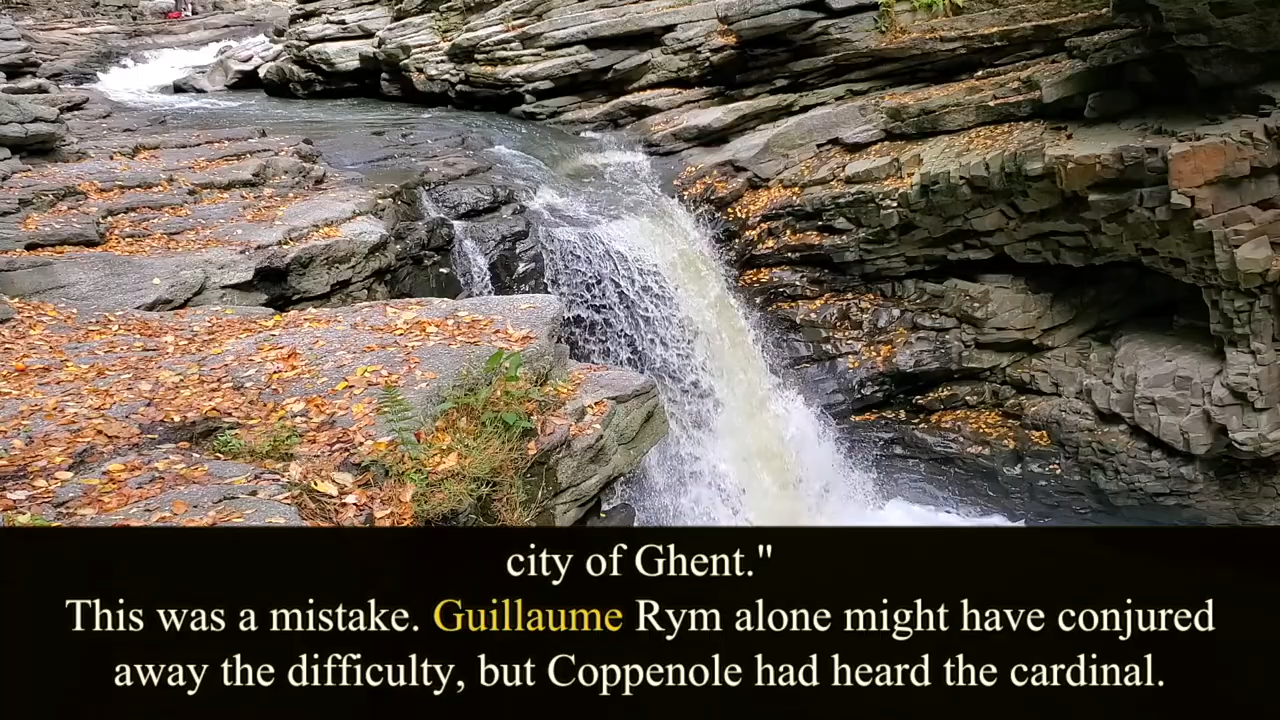 city of Ghent."
This was a mistake. Guillaume Rym alone might have conjured
away the difficulty, but Coppenole had heard the cardinal.